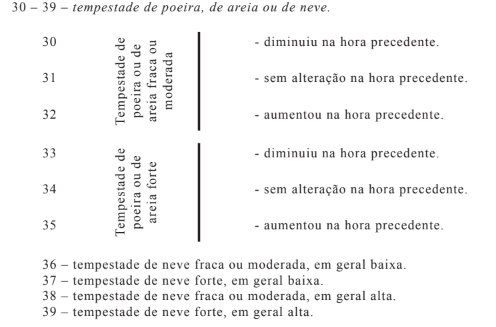 30 – 39 – tempestade de poeira, de areia ou de neve.
Tempestade de
poeira ou de
areia fraca ou
moderada
30 - diminuiu na hora precedente.
31 - sem alteração na hora precedente.
32 - aumentou na hora precedente.
Tempestade de
poeira ou de
areia forte
33 - diminuiu na hora precedente.
34 - sem alteração na hora precedente.
35 - aumentou na hora precedente.
36 – tempestade de neve fraca ou moderada, em geral baixa.
37 – tempestade de neve forte, em geral baixa.
38 – tempestade de neve fraca ou moderada, em geral alta.
39 – tempestade de neve forte, em geral alta.